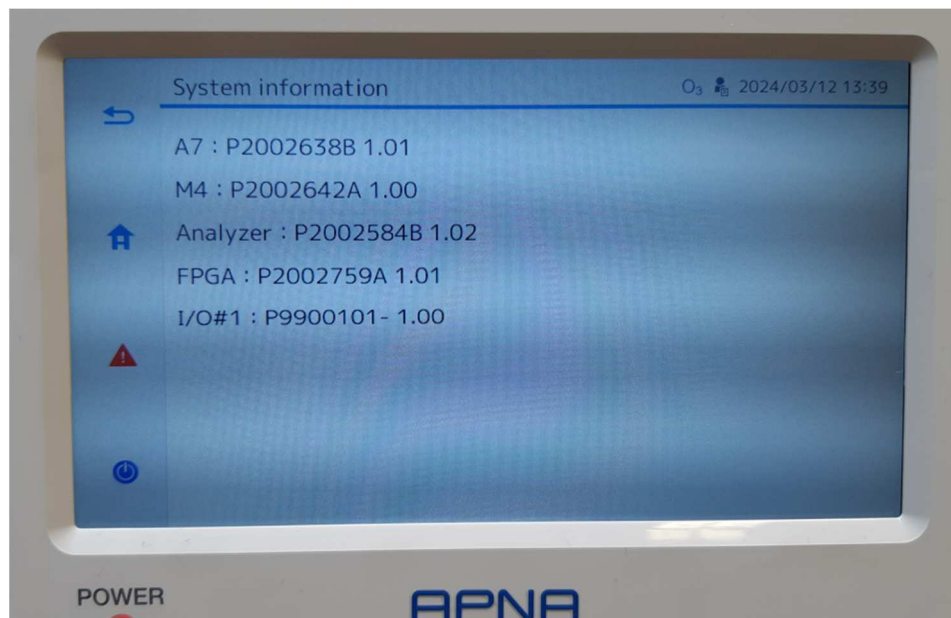 System information
O₃ 2024/03/12 13:39
A7 : P2002638B 1.01
M4 : P2002642A 1.00
Analyzer : P2002584B 1.02
FPGA : P2002759A 1.01
I/O#1 : P9900101- 1.00
POWER
APNA